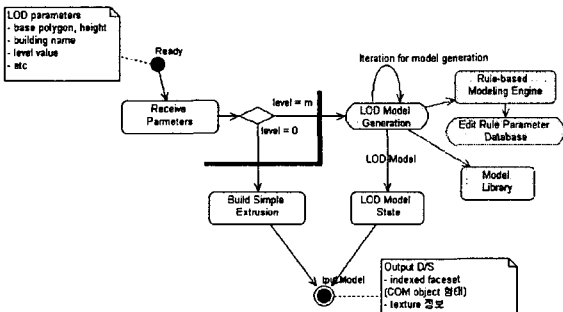 LOD parameters
- base polygon, height
- building name
- level value
- etc
Ready
Receive
Parmeters
level = m
level = 0
Iteration for model generation
LOD Model
Generation
Rule-based
Modeling Engine
Edit Rule Parameter
Database
Model
Library
LOD Model
Build Simple
Extrusion
LOD Model
State
tput Model
Output D/S
- indexed faceset
(COM object 형태)
- texture 정보